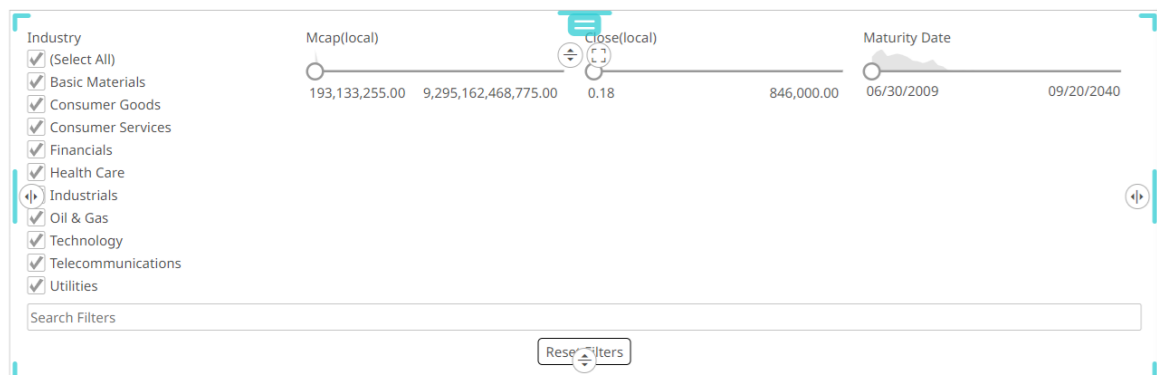 Industry
(Select All)
Basic Materials
Consumer Goods
Consumer Services
Financials
Health Care
Industrials
Oil & Gas
Technology
Telecommunications
Utilities
Mcap(local)
193,133,255.00 9,295,162,468,775.00
Close(local)
0.18 846,000.00
Maturity Date
06/30/2009 09/20/2040
Search Filters
Reset Filters